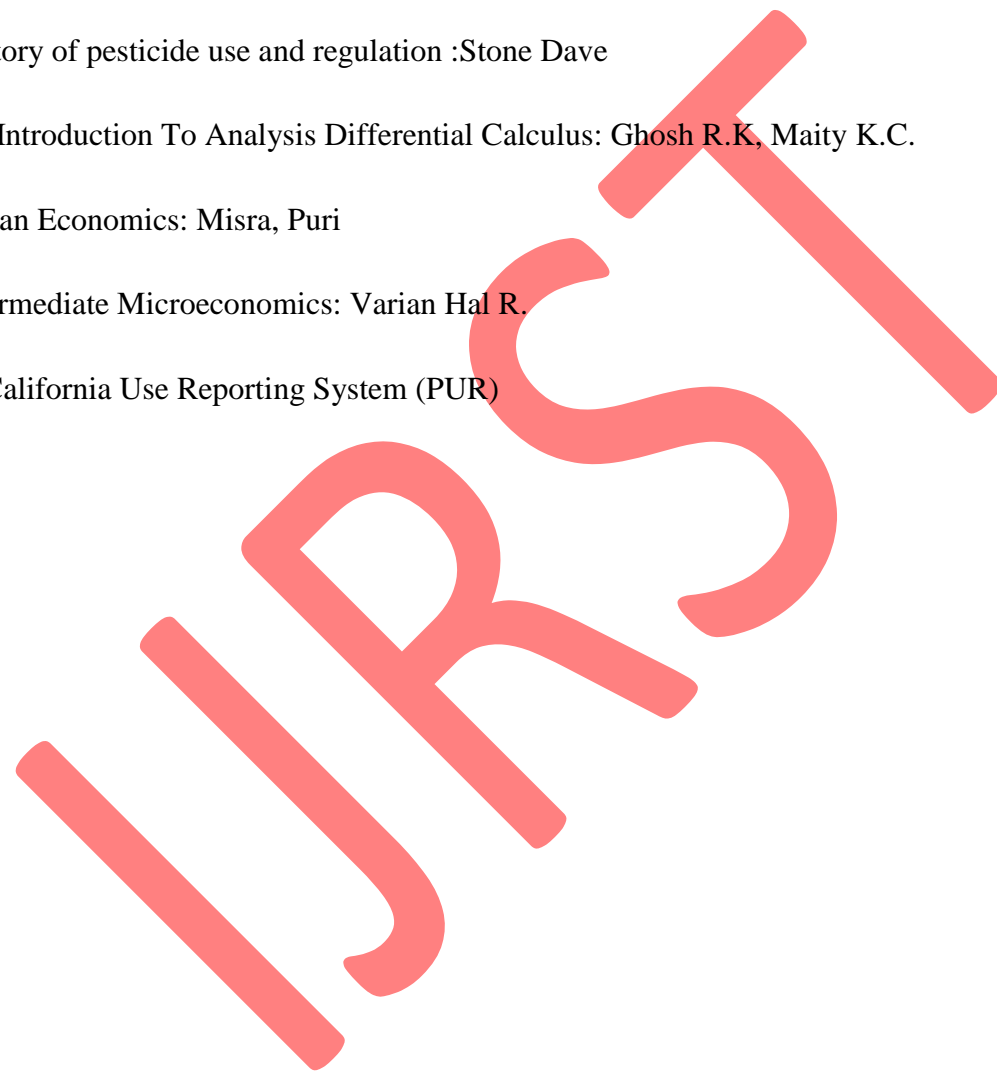 tory of pesticide use and regulation :Stone Dave
Introduction To Analysis Differential Calculus: Ghosh R.K, Maity K.C.
an Economics: Misra, Puri
rmediate Microeconomics: Varian Hal R.
California Use Reporting System (PUR)
IJRST